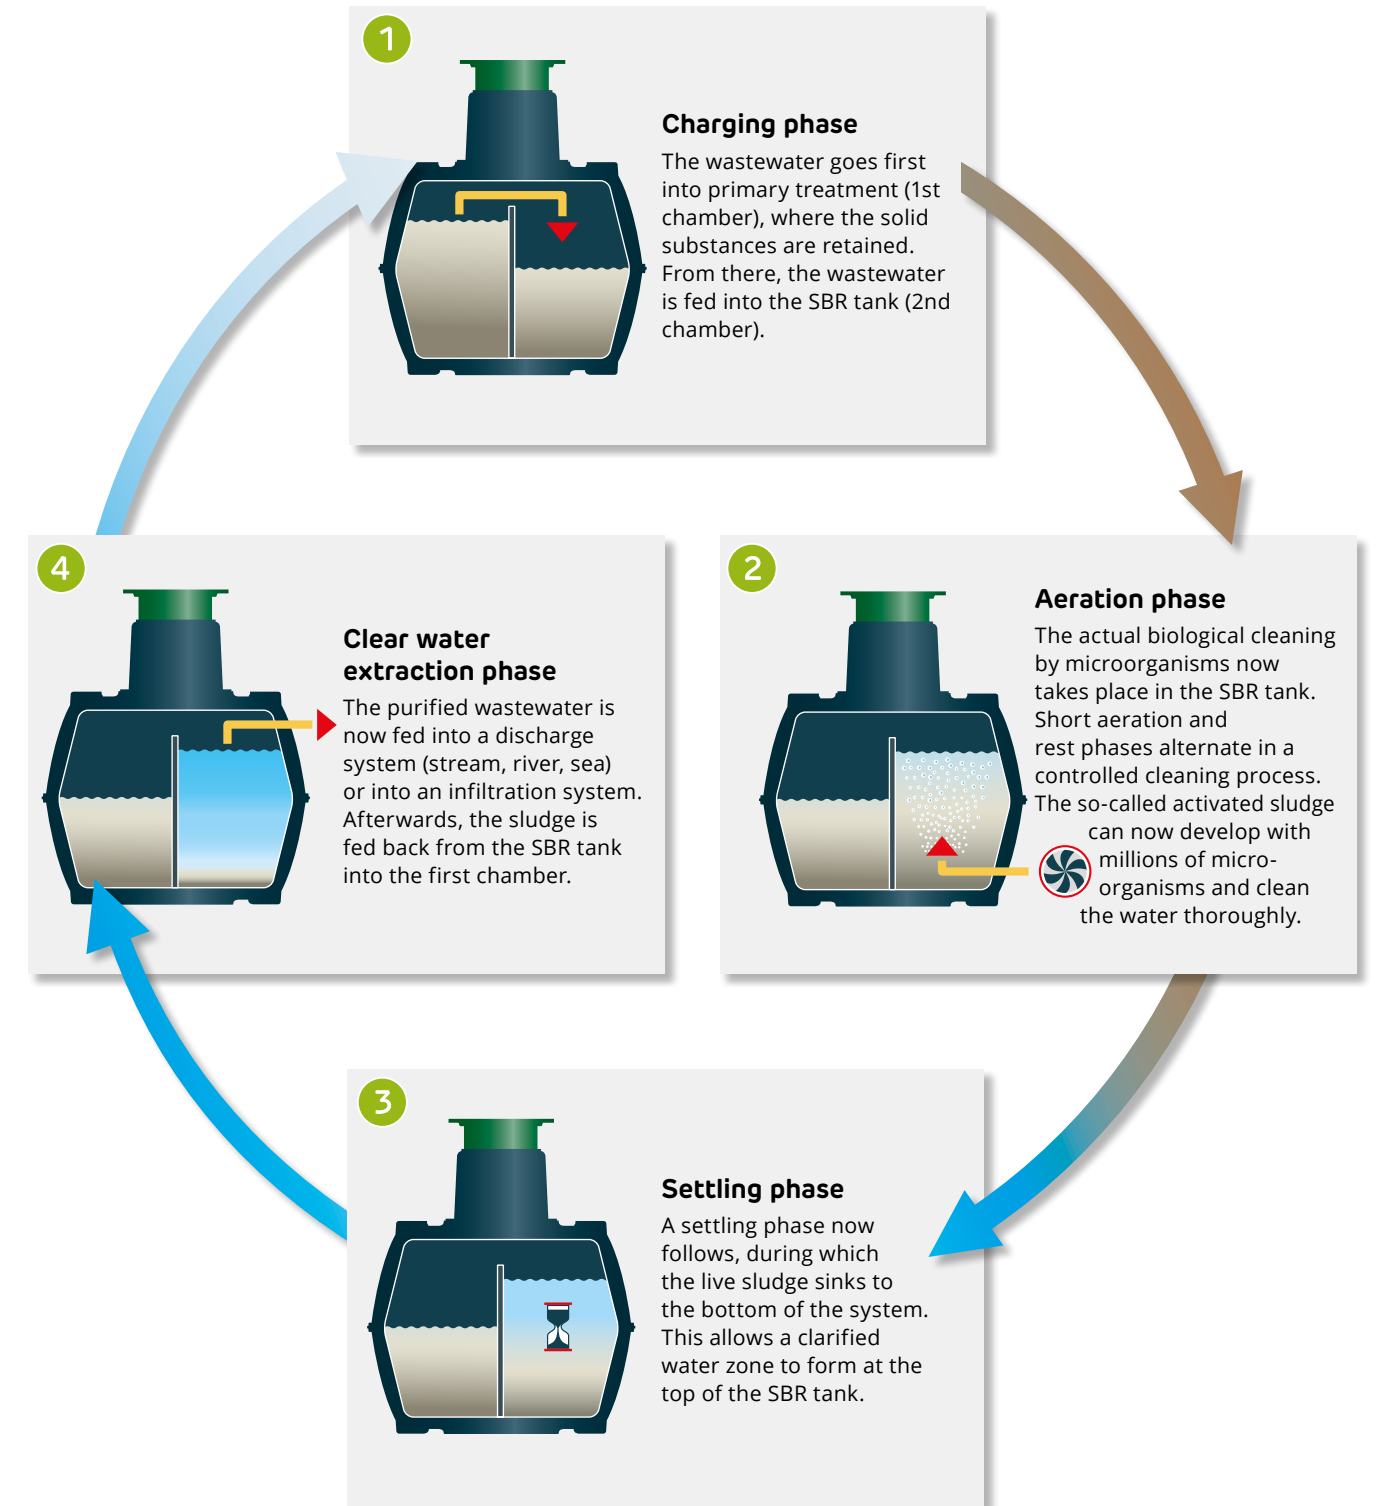 1
Charging phase
The wastewater goes first
into primary treatment (1st
chamber), where the solid
substances are retained.
From there, the wastewater
is fed into the SBR tank (2nd
chamber).
2
Aeration phase
The actual biological cleaning
by microorganisms now
takes place in the SBR tank.
Short aeration and
rest phases alternate in a
controlled cleaning process.
The so-called activated sludge
can now develop with
millions of micro-
organisms and clean
the water thoroughly.
3
Settling phase
A settling phase now
follows, during which
the live sludge sinks to
the bottom of the system.
This allows a clarified
water zone to form at the
top of the SBR tank.
4
Clear water
extraction phase
The purified wastewater is
now fed into a discharge
system (stream, river, sea)
or into an infiltration system.
Afterwards, the sludge is
fed back from the SBR tank
into the first chamber.